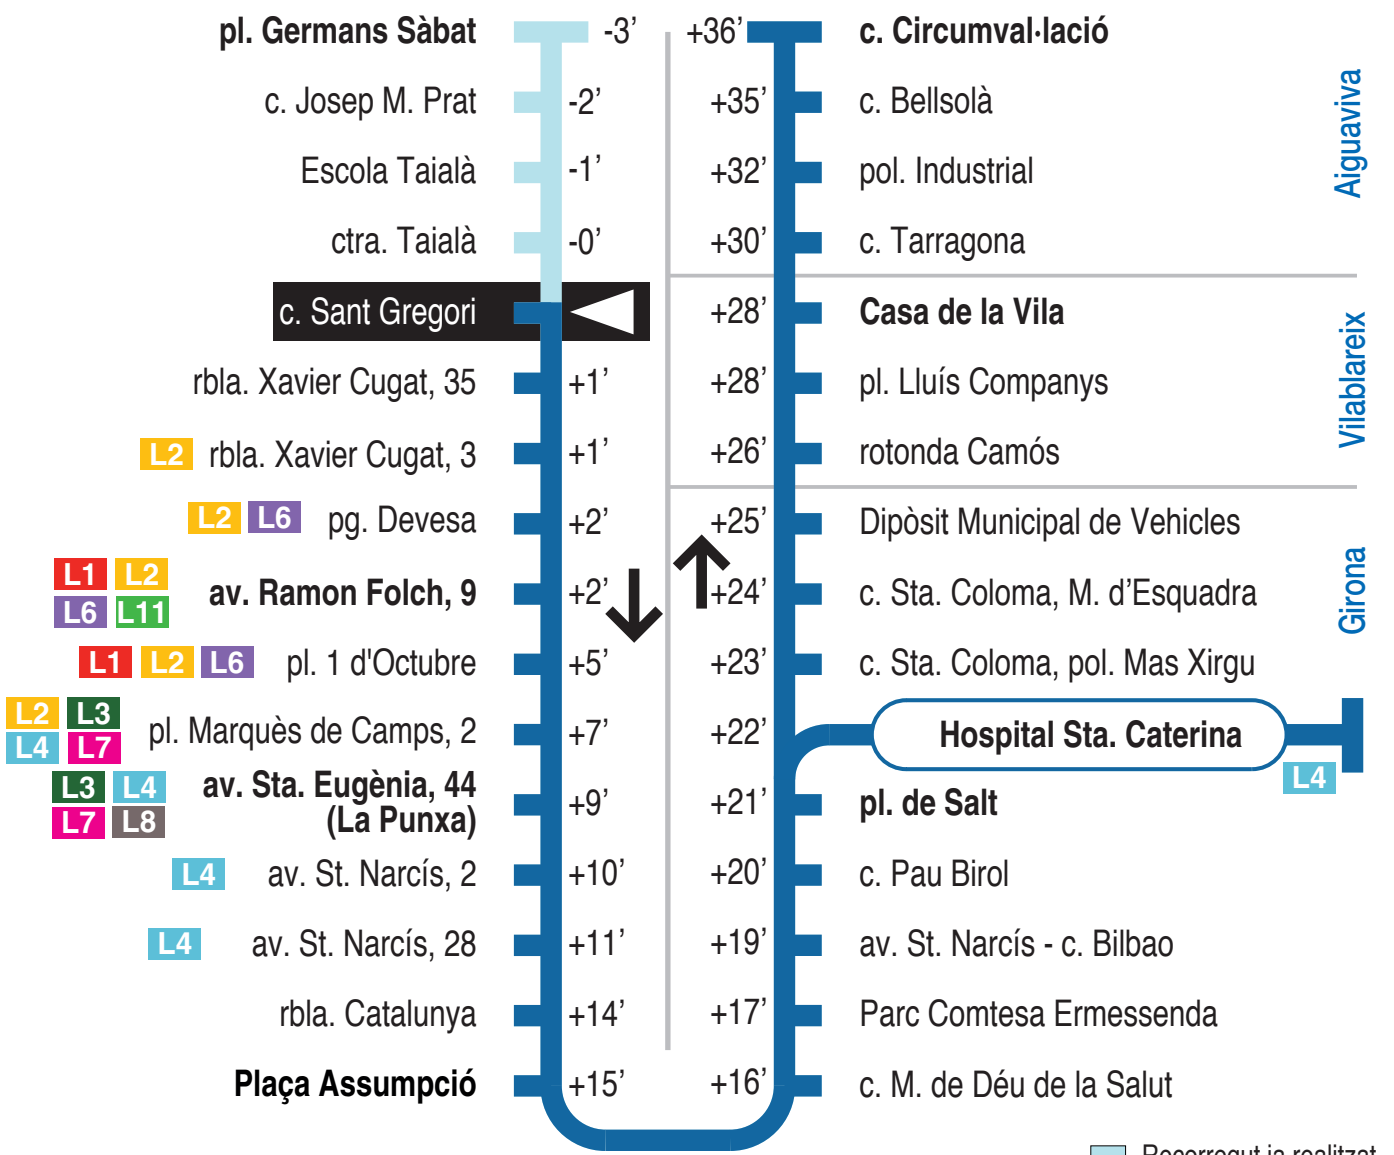 pl. Germans Sàbat -3’
c. Josep M. Prat -2’
Escola Taialà -1’
ctra. Taialà -0’
c. Sant Gregori
rbla. Xavier Cugat, 35 +1’
L2 rbla. Xavier Cugat, 3 +1’
L2 L6 pg. Devesa +2’
L1 L2
L6 L11
av. Ramon Folch, 9 +2’
L1 L2 L6 pl. 1 d'Octubre +5’
L2 L3
L4 L7
pl. Marquès de Camps, 2 +7’
L3 L4
L7 L8
av. Sta. Eugènia, 44
(La Punxa) +9’
L4 av. St. Narcís, 2 +10’
L4 av. St. Narcís, 28 +11’
rbla. Catalunya +14’
Plaça Assumpció +15’
+36’ c. Circumval·lació
+35’ c. Bellsolà
+32’ pol. Industrial
+30’ c. Tarragona
Aiguaviva
+28’ Casa de la Vila
+28’ pl. Lluís Companys
+26’ rotonda Camós
Vilablareix
+25’ Dipòsit Municipal de Vehicles
+24’ c. Sta. Coloma, M. d’Esquadra
+23’ c. Sta. Coloma, pol. Mas Xirgu
Girona
+22’ Hospital Sta. Caterina
L4
+21’ pl. de Salt
+20’ c. Pau Birol
+19’ av. St. Narcís - c. Bilbao
+17’ Parc Comtesa Ermessenda
+16’ c. M. de Déu de la Salut
Recorregut ja realitzat